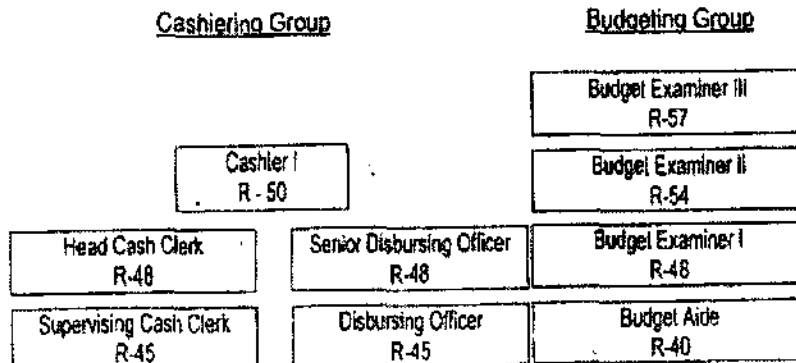 Cashiering Group
Budgeting Group
Budget Examiner III
R-57
Cashier I
R - 50
Budget Examiner II
R-54
Head Cash Clerk
R-48
Senior Disbursing Officer
R-48
Budget Examiner I
R-48
Supervising Cash Clerk
R-45
Disbursing Officer
R-45
Budget Aide
R-40